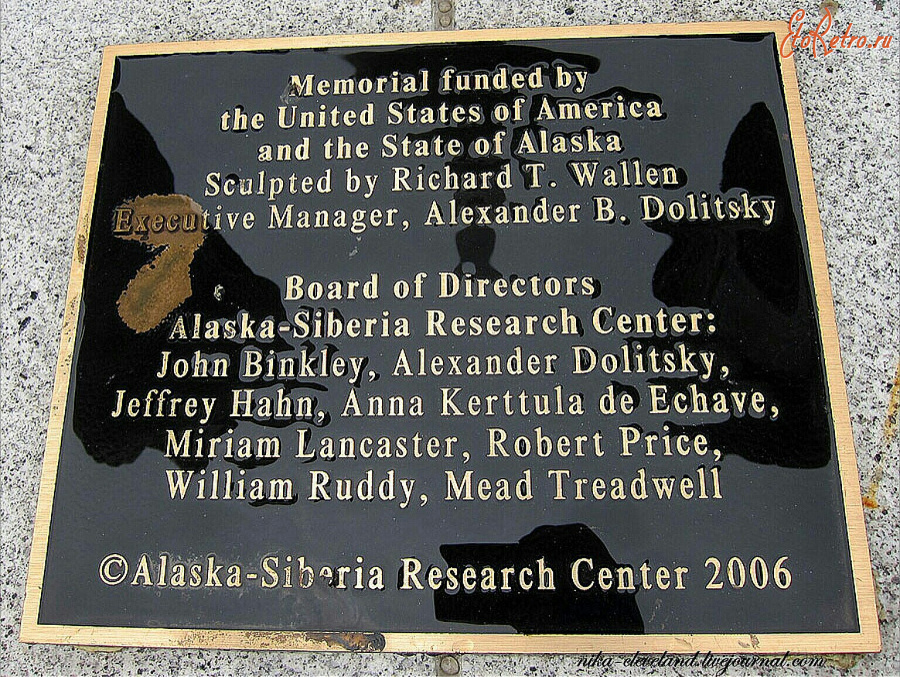 EtoRetro.ru
Memorial funded by
the United States of America
and the State of Alaska
Sculpted by Richard T. Wallen
Executive Manager, Alexander B. Dolitsky
Board of Directors
Alaska-Siberia Research Center:
John Binkley, Alexander Dolitsky,
Jeffrey Hahn, Anna Kerttula de Echave,
Miriam Lancaster, Robert Price,
William Ruddy, Mead Treadwell
©Alaska-Siberia Research Center 2006
nika-cleveland.livejournal.com